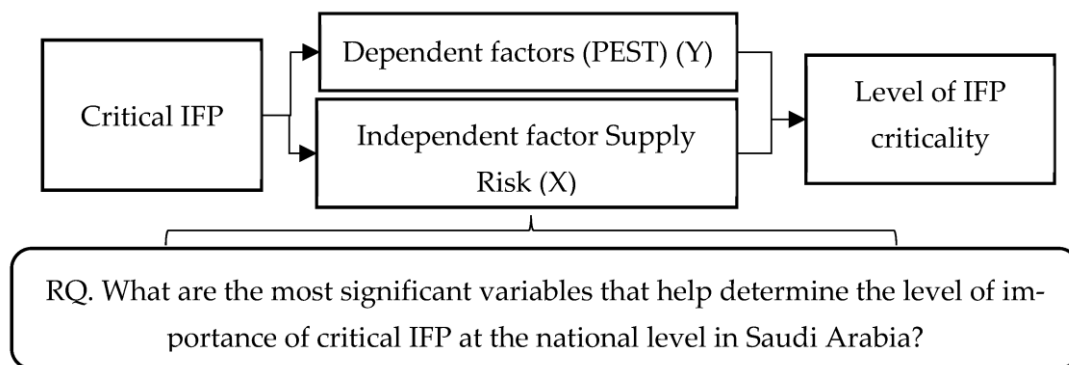 Critical IFP
Dependent factors (PEST) (Y)
Independent factor Supply
Risk (X)
Level of IFP
criticality
RQ. What are the most significant variables that help determine the level of im-
portance of critical IFP at the national level in Saudi Arabia?